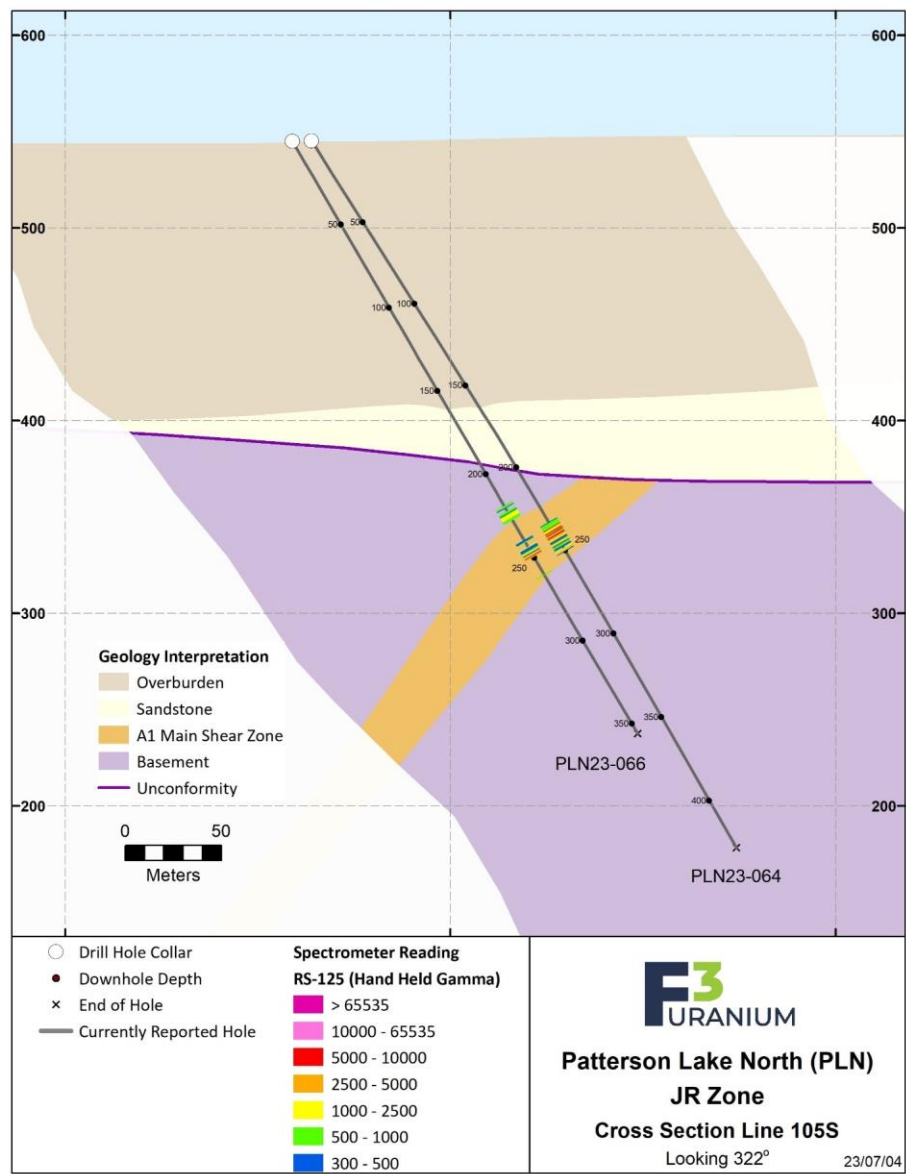 600
600
500
500
400
400
300
300
200
200
50
50
100
100
150
150
200
200
250
250
300
300
350
350
400
PLN23-066
PLN23-064
Geology Interpretation
Overburden
Sandstone
A1 Main Shear Zone
Basement
Unconformity
0 50
Meters
Drill Hole Collar
Downhole Depth
End of Hole
Currently Reported Hole
Spectrometer Reading
RS-125 (Hand Held Gamma)
> 65535
10000 - 65535
5000 - 10000
2500 - 5000
1000 - 2500
500 - 1000
300 - 500
F3
URANIUM
Patterson Lake North (PLN)
JR Zone
Cross Section Line 105S
Looking 322°
23/07/04